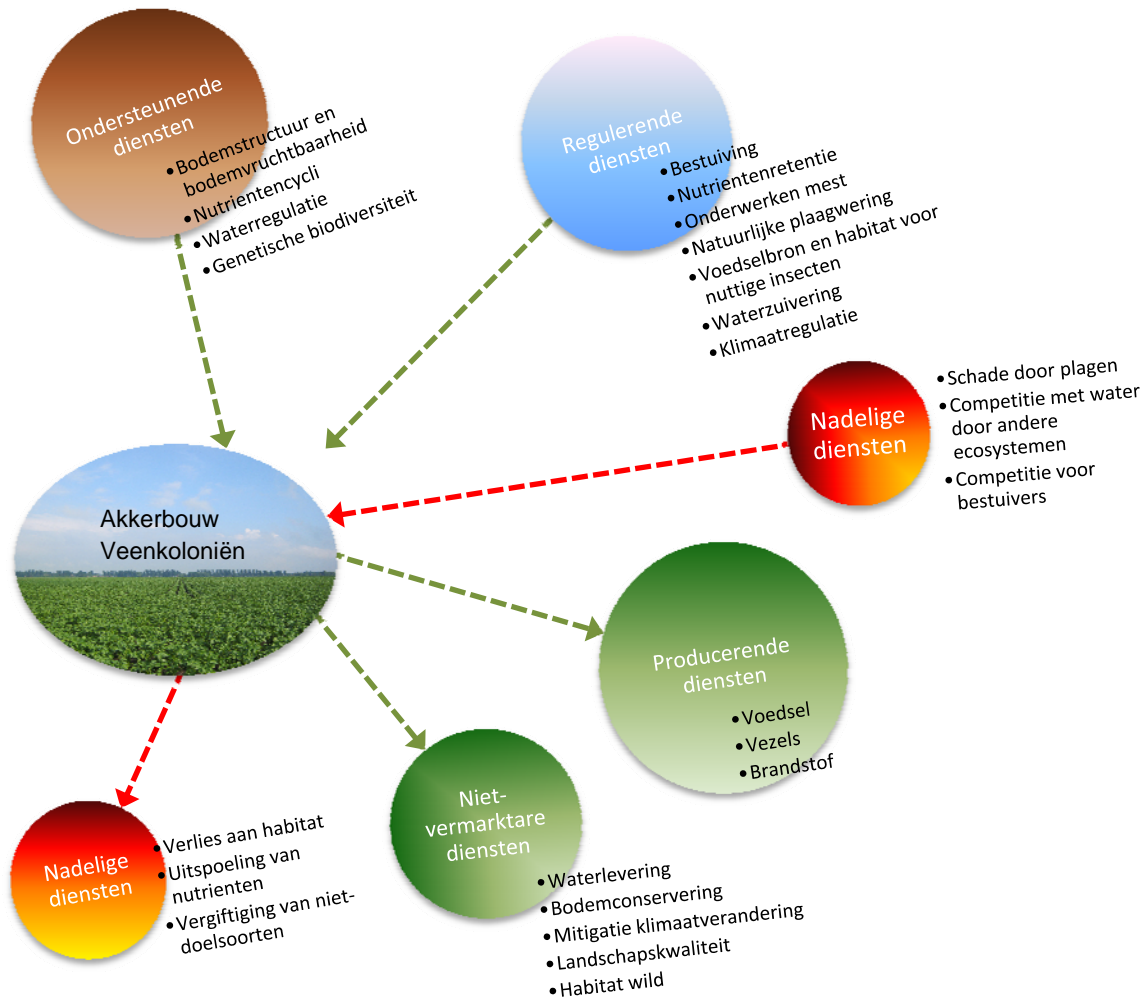 Ondersteunende
diensten
• Bodemstructuur en
bodemvruchtbaarheid
• Nutrientencycli
• Waterregulatie
• Genetische biodiversiteit
Regulerende
diensten
• Bestuiving
• Nutrientenretentie
• Onderwerken mest
• Natuurlijke plaagwering
• Voedselbron en habitat voor
nuttige insecten
• Waterzuivering
• Klimaatregulatie
Nadelige
diensten
• Schade door plagen
• Competitie met water
door andere
ecosystemen
• Competitie voor
bestuivers
Akkerbouw
Veenkoloniën
Producerende
diensten
• Voedsel
• Vezels
• Brandstof
Niet-
vermarktare
diensten
• Waterlevering
• Bodemconservering
• Mitigatie klimaatverandering
• Landschapskwaliteit
• Habitat wild
Nadelige
diensten
• Verlies aan habitat
• Uitspoeling van
nutrienten
• Vergiftiging van niet-
doelsoorten